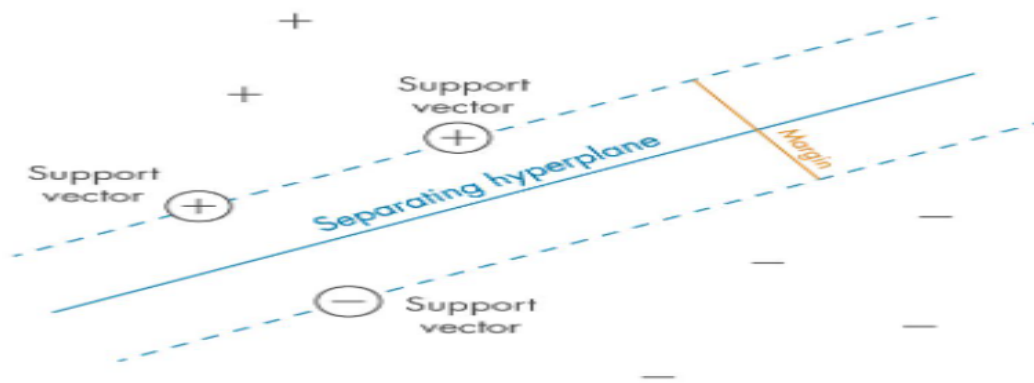 Support
vector
Support
vector
Separating hyperplane
Margin
Support
vector